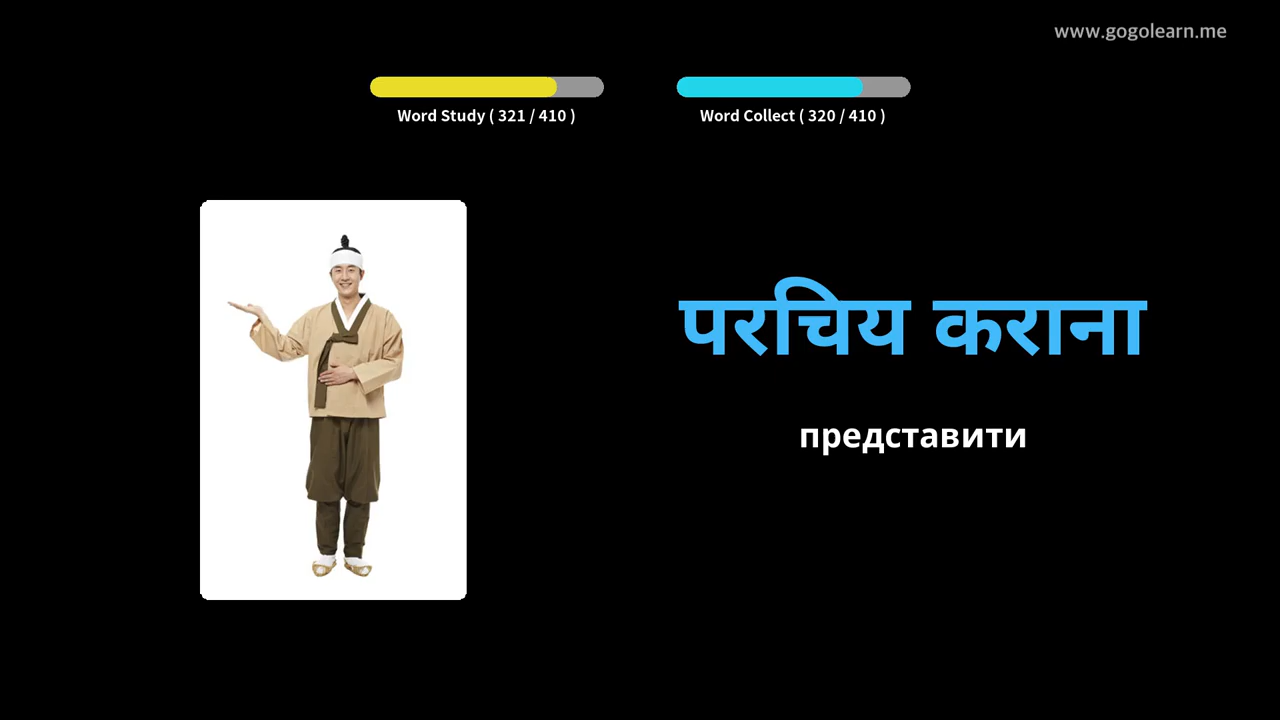 www.gogolearn.me
Word Study ( 321 / 410 )
Word Collect ( 320 / 410 )
परिचय कराना
представити